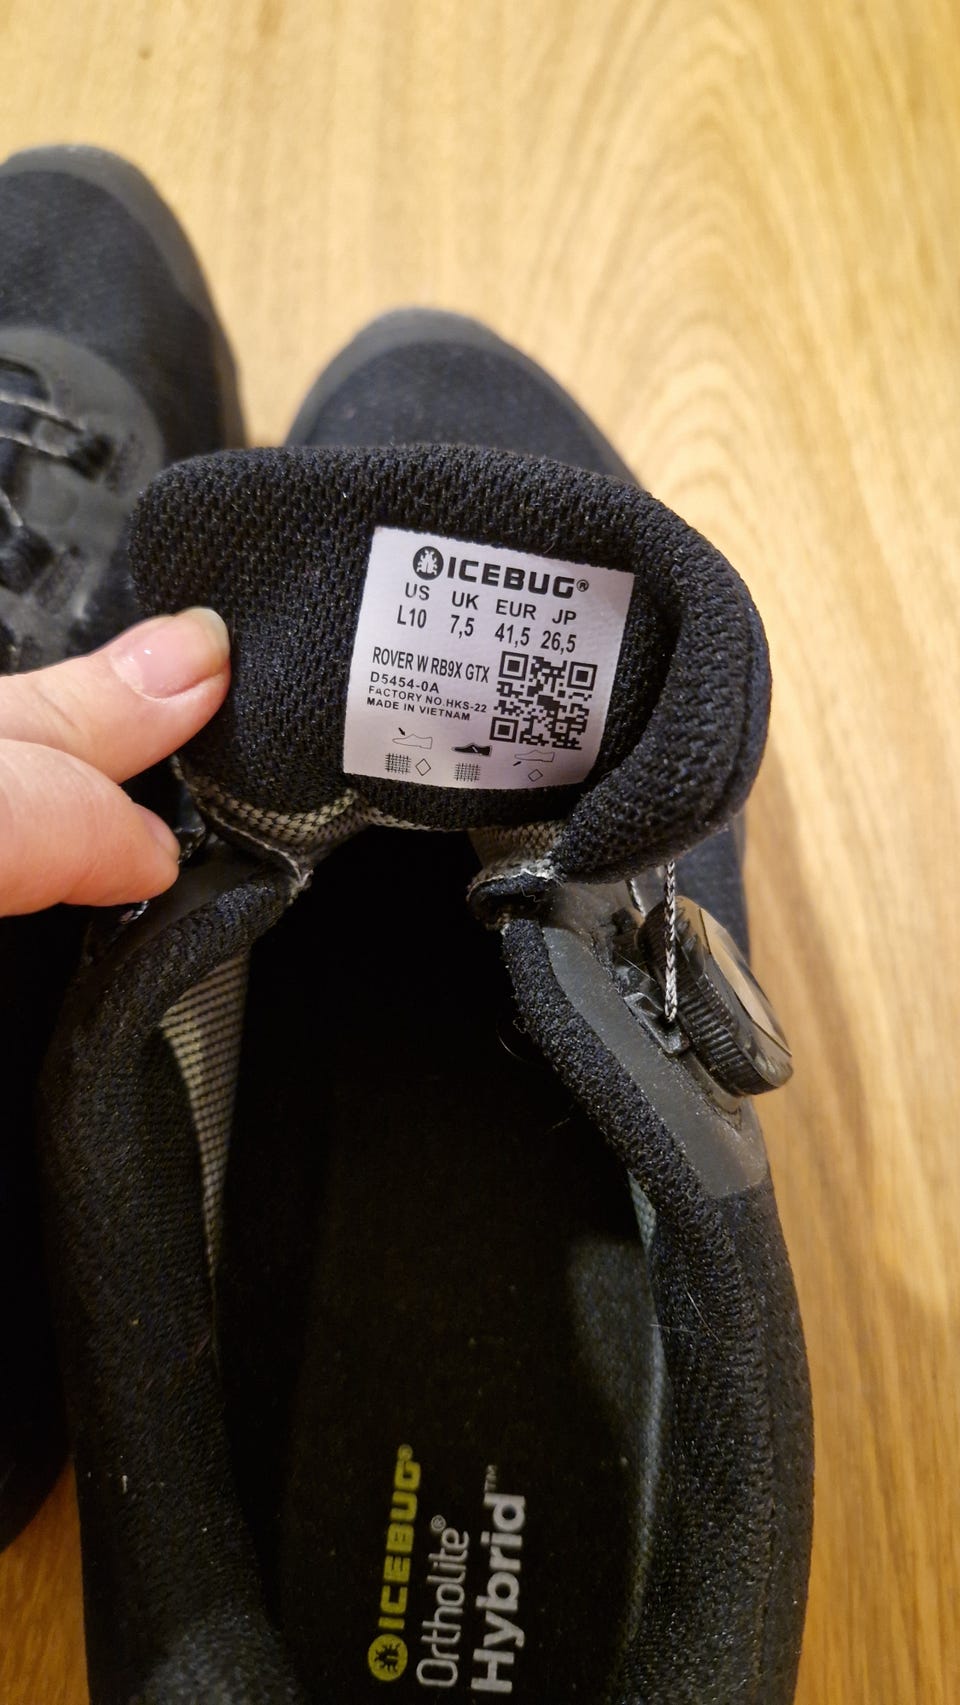 ICEBUG®
US UK EUR JP
L10 7,5 41,5 26,5
ROVER W RB9X GTX
D5454-0A
FACTORY NO.HKS-22
MADE IN VIETNAM
ICEBUG®
Ortholite®
Hybrid™